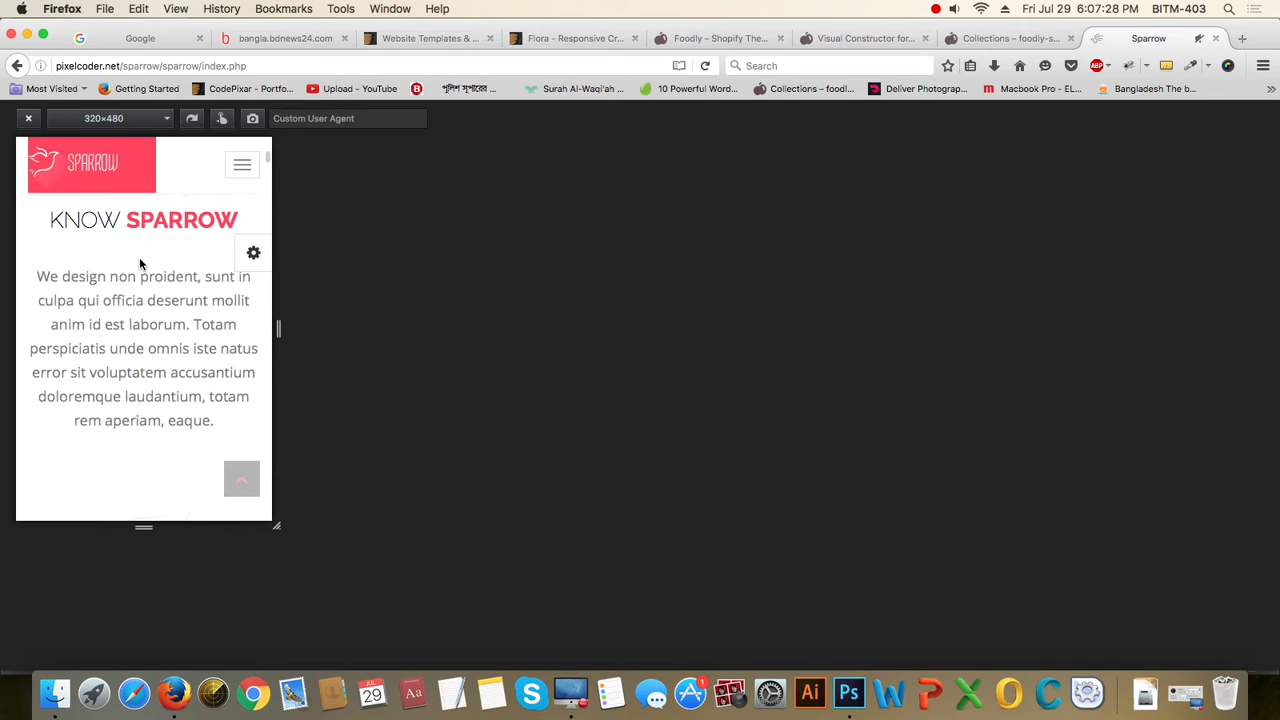 Firefox File Edit View History Bookmarks Tools Window Help Fri Jul 29 6:07:28 PM BITM-403
Google bangla.bdnews24.com Website Templates & ... Flora - Responsive Cr... Foodly – Shopify The... Visual Constructor for... Collections – foodly-s... Sparrow
pixelcoder.net/sparrow/sparrow/index.php Search
Most Visited Getting Started CodePixar - Portfo... Upload - YouTube Surah Al-Waqi'ah ... 10 Powerful Word... Collections — foodl... Deliver Photograp... Macbook Pro - EL... Bangladesh The b...
320×480 Custom User Agent
SPARROW
KNOW SPARROW
We design non proident, sunt in
culpa qui officia deserunt mollit
anim id est laborum. Totam
perspiciatis unde omnis iste natus
error sit voluptatem accusantium
doloremque laudantium, totam
rem aperiam, eaque.